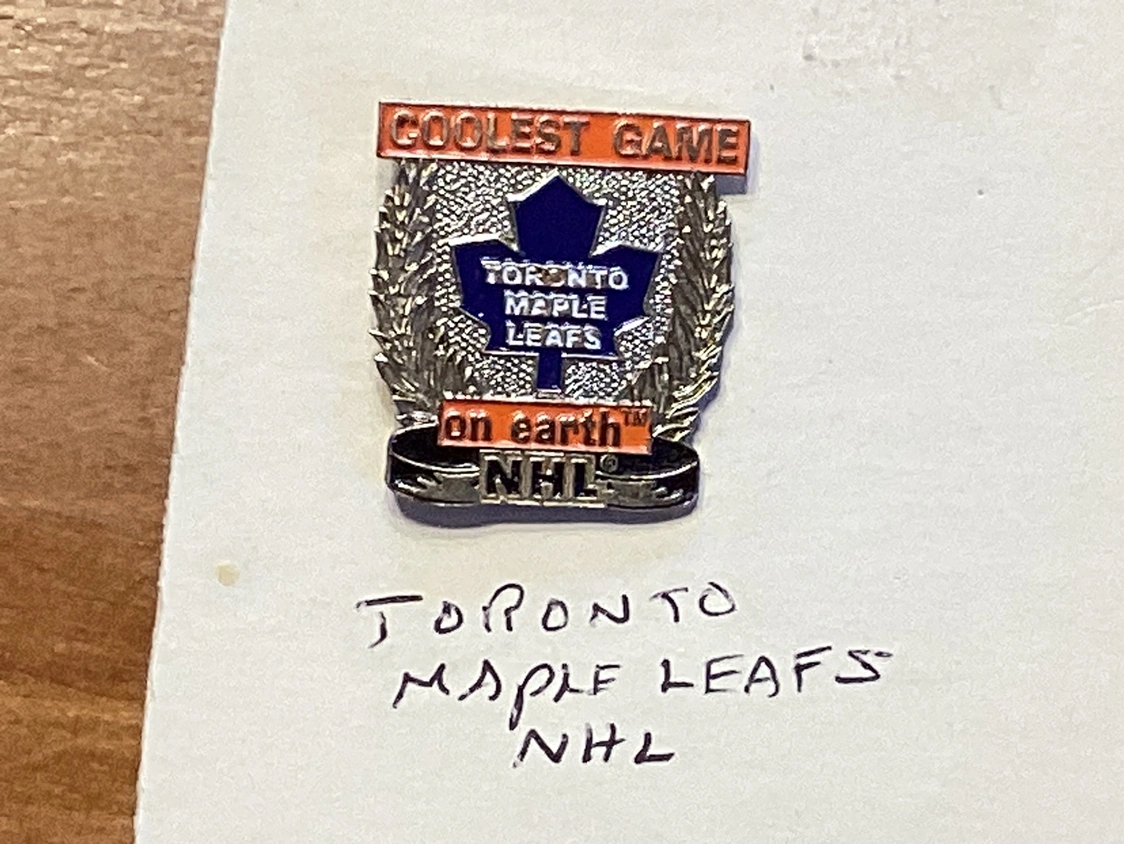 COOLEST GAME
TORONTO
MAPLE
LEAFS
on earth™
NHL®
TORONTO
MAPLE LEAFS
NHL